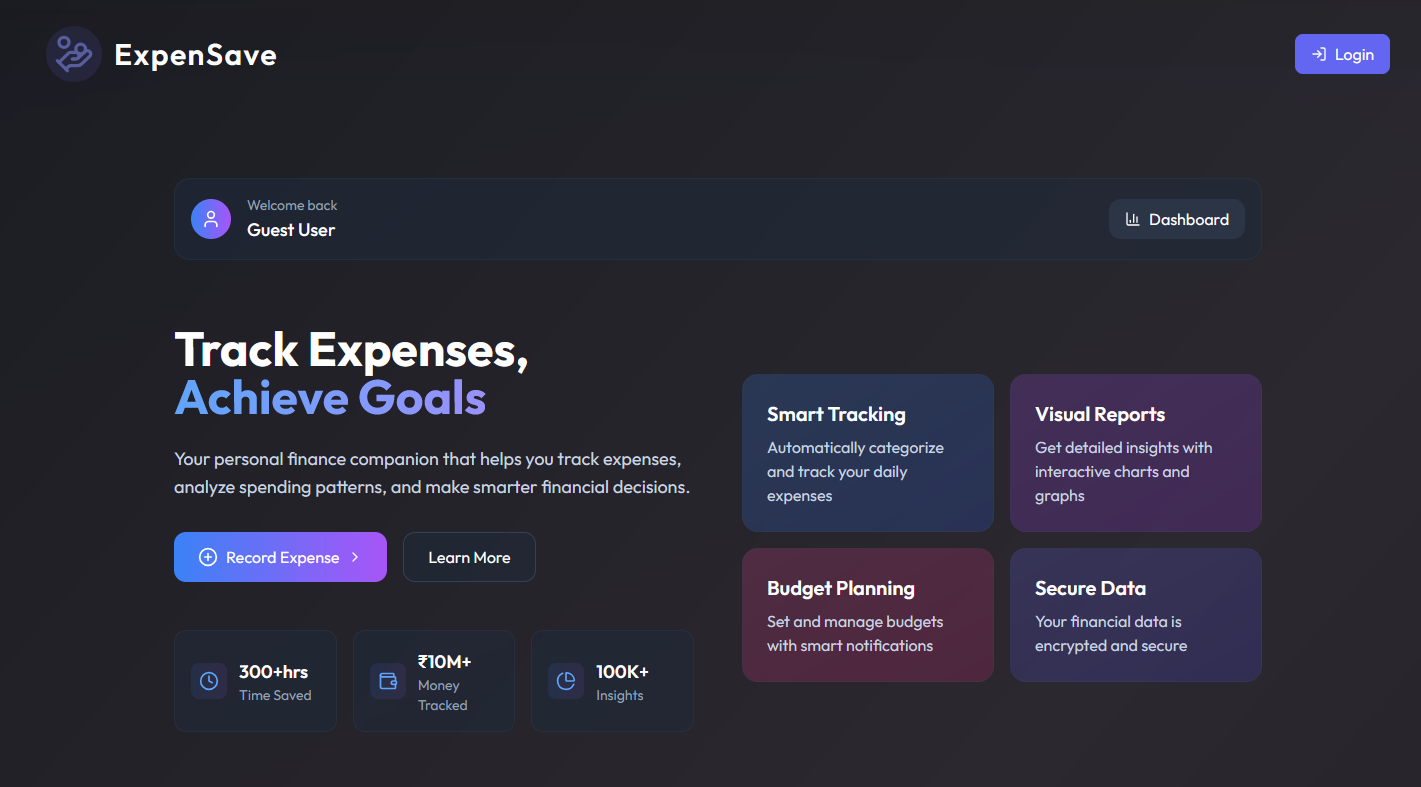 ExpenSave
Login
Welcome back
Guest User
Dashboard
Track Expenses,
Achieve Goals
Your personal finance companion that helps you track expenses,
analyze spending patterns, and make smarter financial decisions.
Record Expense
Learn More
300+hrs
Time Saved
₹10M+
Money
Tracked
100K+
Insights
Smart Tracking
Automatically categorize
and track your daily
expenses
Visual Reports
Get detailed insights with
interactive charts and
graphs
Budget Planning
Set and manage budgets
with smart notifications
Secure Data
Your financial data is
encrypted and secure